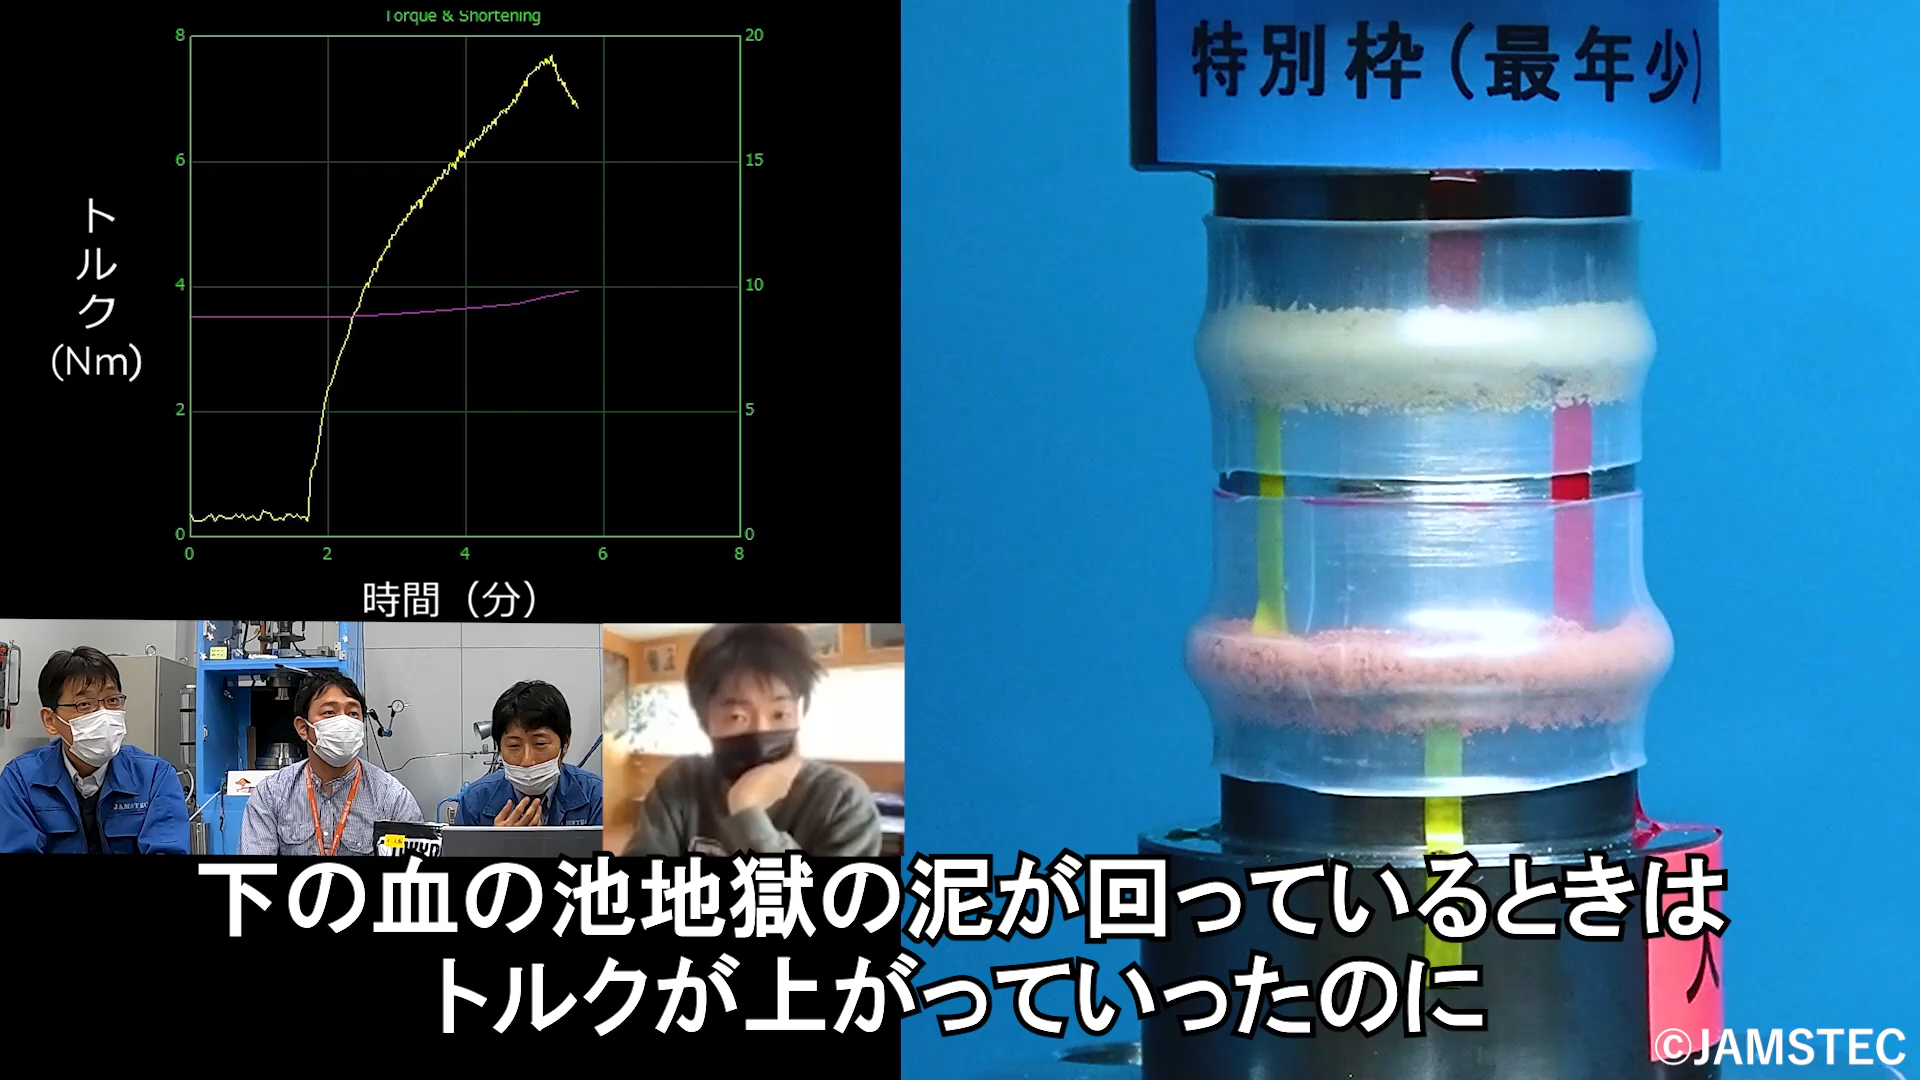 Torque & Shortening
8
6
4
2
0
20
15
10
5
0
0
2
4
6
8
トルク
(Nm)
時間（分）
特別枠（最年少）
JAMSTEC
下の血の池地獄の泥が回っているときは
トルクが上がっていったのに
人
©JAMSTEC